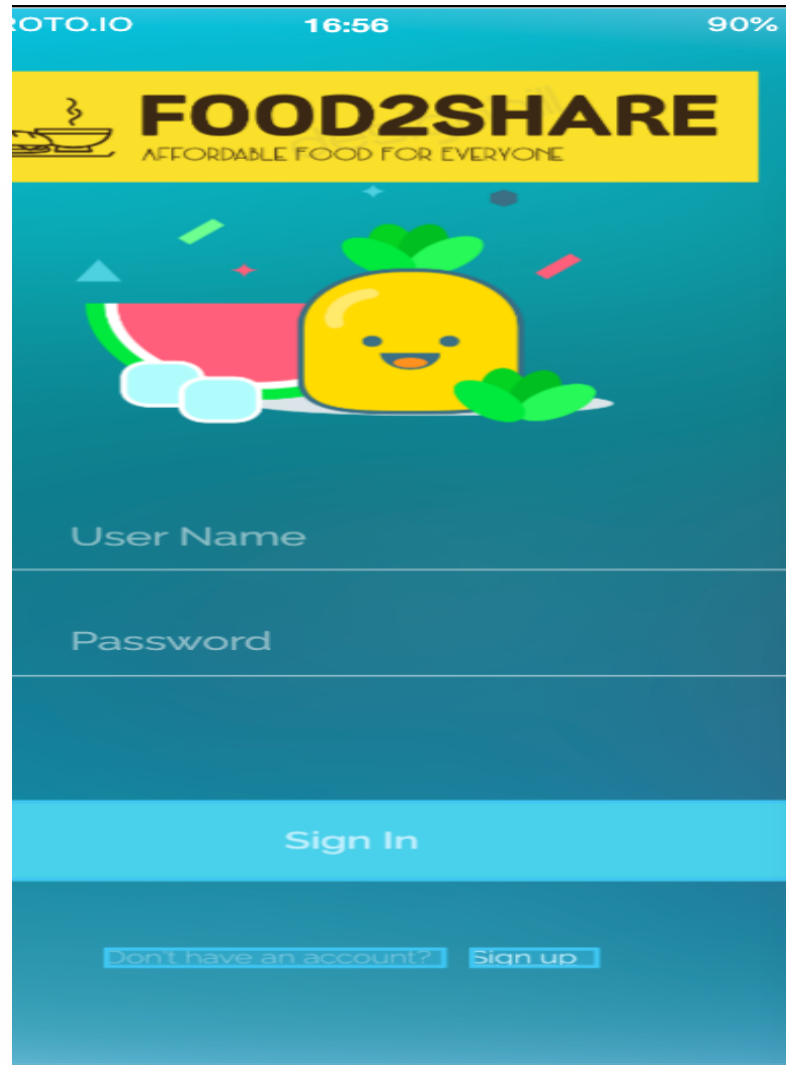 ROTO.IO 16:56 90%
FOOD2SHARE
AFFORDABLE FOOD FOR EVERYONE
User Name
Password
Sign In
Don't have an account? Sign up